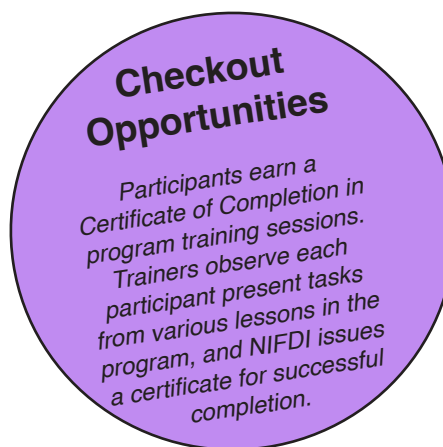 Checkout
Opportunities
Participants earn a
Certificate of Completion in
program training sessions.
Trainers observe each
participant present tasks
from various lessons in the
program, and NIFDI issues
a certificate for successful
completion.